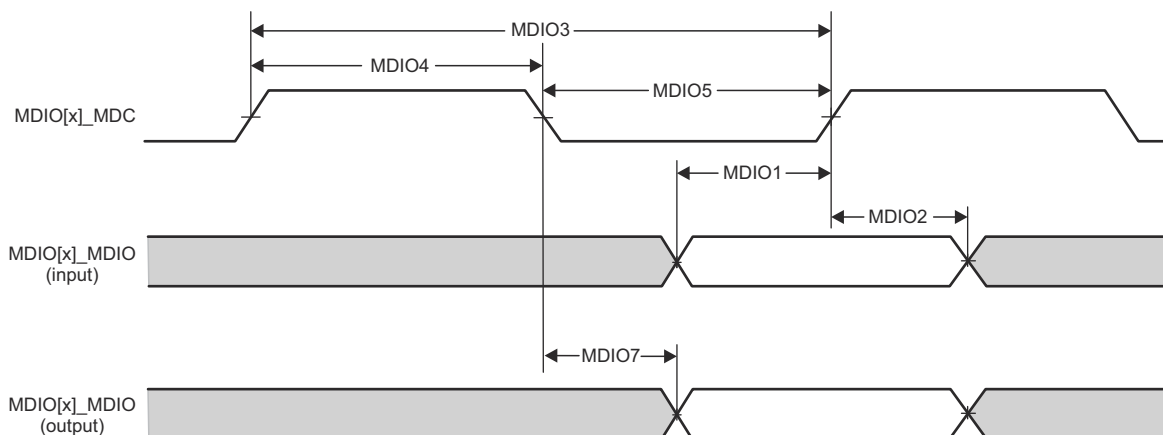 MDIO3
MDIO4
MDIO5
MDIO[x]_MDC
MDIO1
MDIO2
MDIO[x]_MDIO
(input)
MDIO7
MDIO[x]_MDIO
(output)